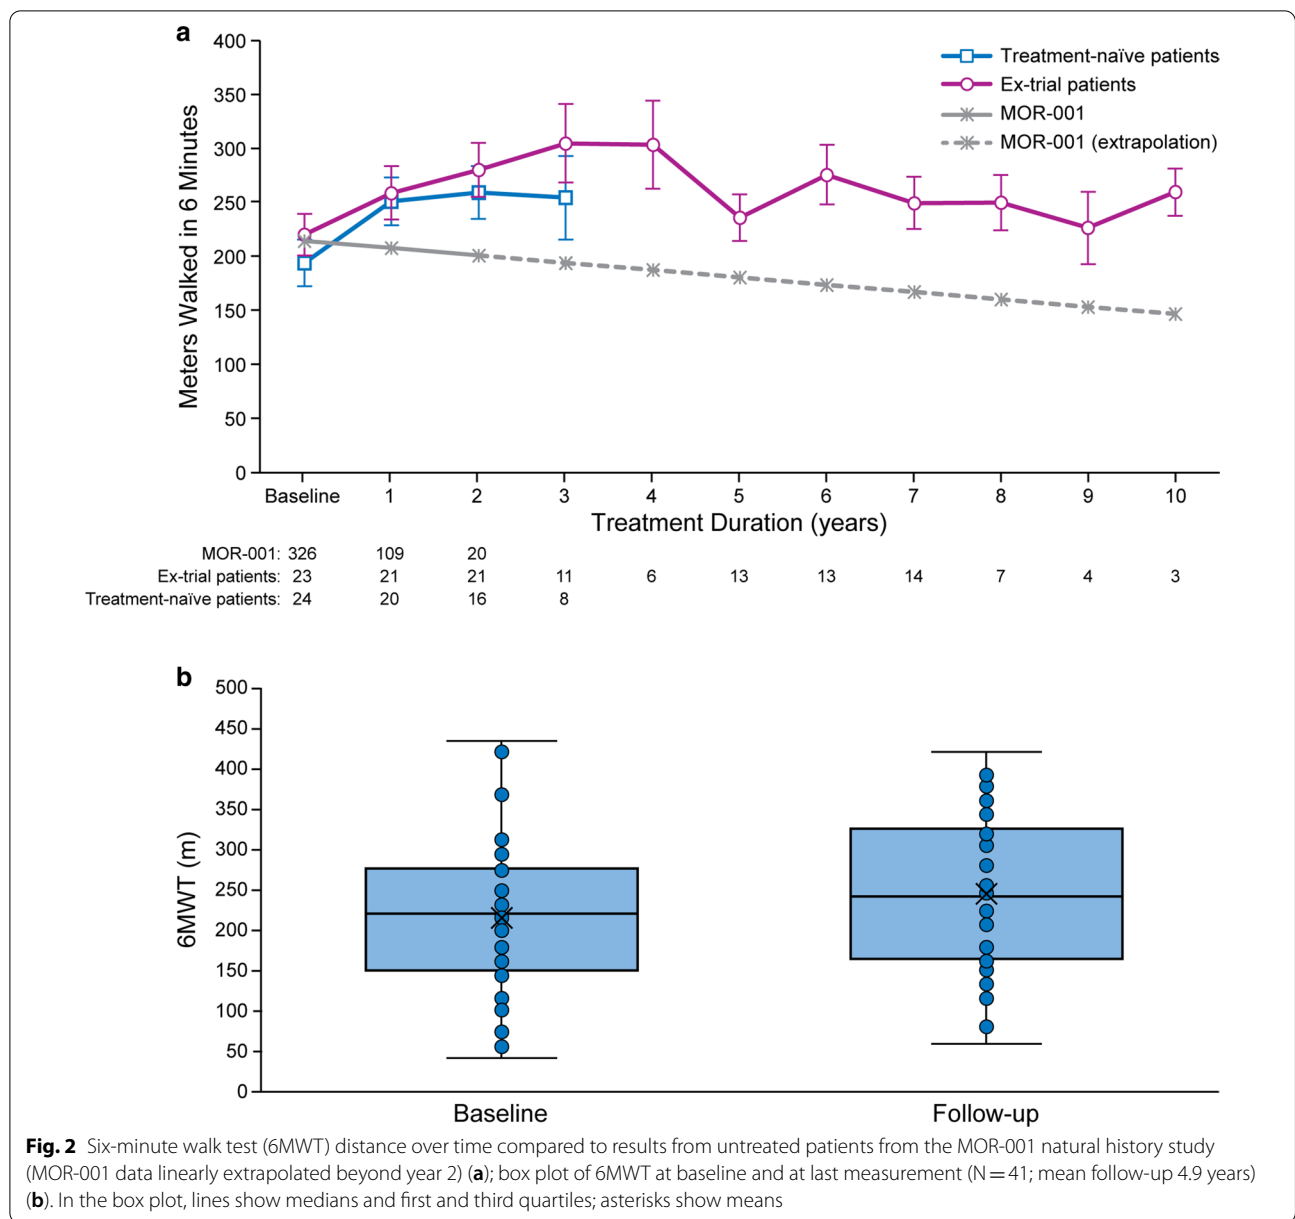 a
400
350
300
250
200
150
100
50
0
Meters Walked in 6 Minutes
Treatment-naïve patients
Ex-trial patients
MOR-001
MOR-001 (extrapolation)
Baseline 1 2 3 4 5 6 7 8 9 10
Treatment Duration (years)
MOR-001: 326 109 20
Ex-trial patients: 23 21 21 11 6 13 13 14 7 4 3
Treatment-naïve patients: 24 20 16 8
b
500
450
400
350
300
250
200
150
100
50
0
6MWT (m)
Baseline Follow-up
Fig. 2 Six-minute walk test (6MWT) distance over time compared to results from untreated patients from the MOR-001 natural history study
(MOR-001 data linearly extrapolated beyond year 2) (a); box plot of 6MWT at baseline and at last measurement (N = 41; mean follow-up 4.9 years)
(b). In the box plot, lines show medians and first and third quartiles; asterisks show means